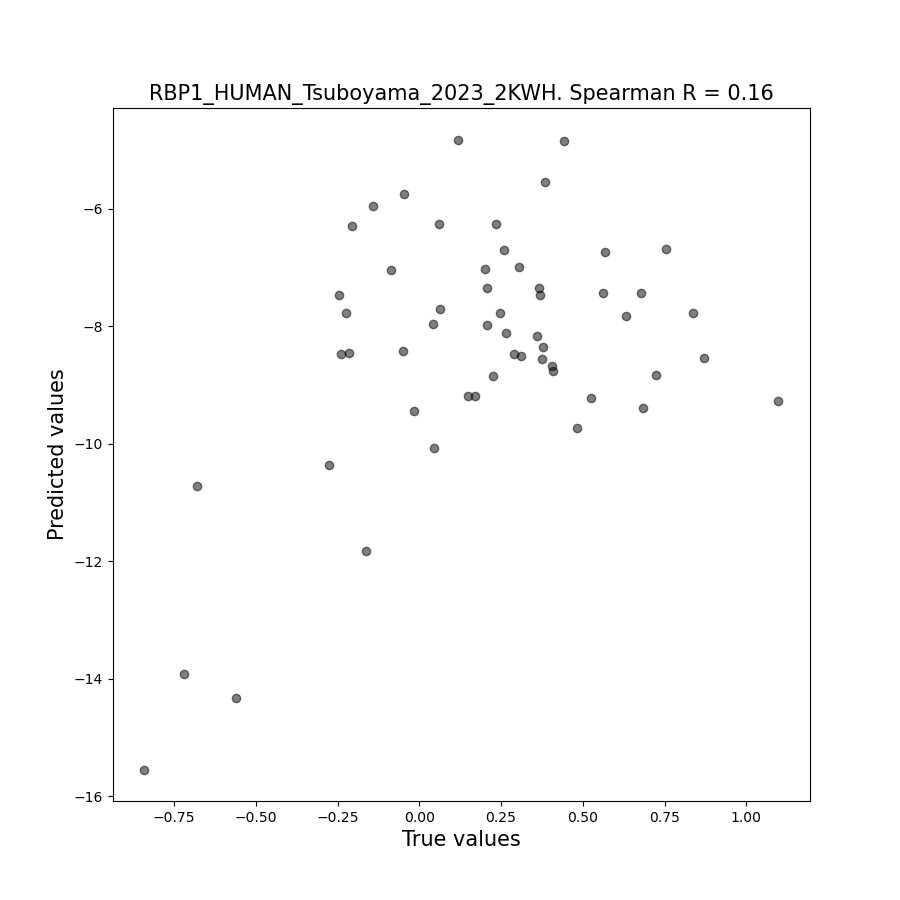 RBP1_HUMAN_Tsuboyama_2023_2KWH. Spearman R = 0.16
Predicted values
−6
−8
−10
−12
−14
−16
−0.75 −0.50 −0.25 0.00 0.25 0.50 0.75 1.00
True values